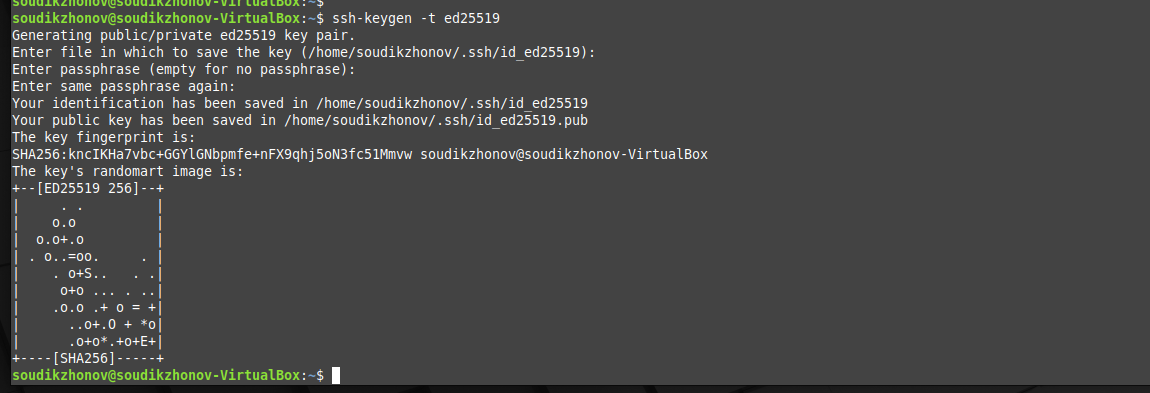 soudikzhonov@soudikzhonov-VirtualBox:~$
soudikzhonov@soudikzhonov-VirtualBox:~$ ssh-keygen -t ed25519
Generating public/private ed25519 key pair.
Enter file in which to save the key (/home/soudikzhonov/.ssh/id_ed25519):
Enter passphrase (empty for no passphrase):
Enter same passphrase again:
Your identification has been saved in /home/soudikzhonov/.ssh/id_ed25519
Your public key has been saved in /home/soudikzhonov/.ssh/id_ed25519.pub
The key fingerprint is:
SHA256:kncIKHa7vbc+GGYlGNbpmfe+nFX9qhj5oN3fc51Mmvw soudikzhonov@soudikzhonov-VirtualBox
The key's randomart image is:
+--[ED25519 256]--+
|     . .         |
|    o.o          |
|  o.o+.o         |
| . o..=oo.     . |
|    . o+S..   . .|
|     o+o ... . ..|
|    .o.o .+ o = +|
|      ..o+.O + *o|
|      .o+o*.+o+E+|
+----[SHA256]-----+
soudikzhonov@soudikzhonov-VirtualBox:~$